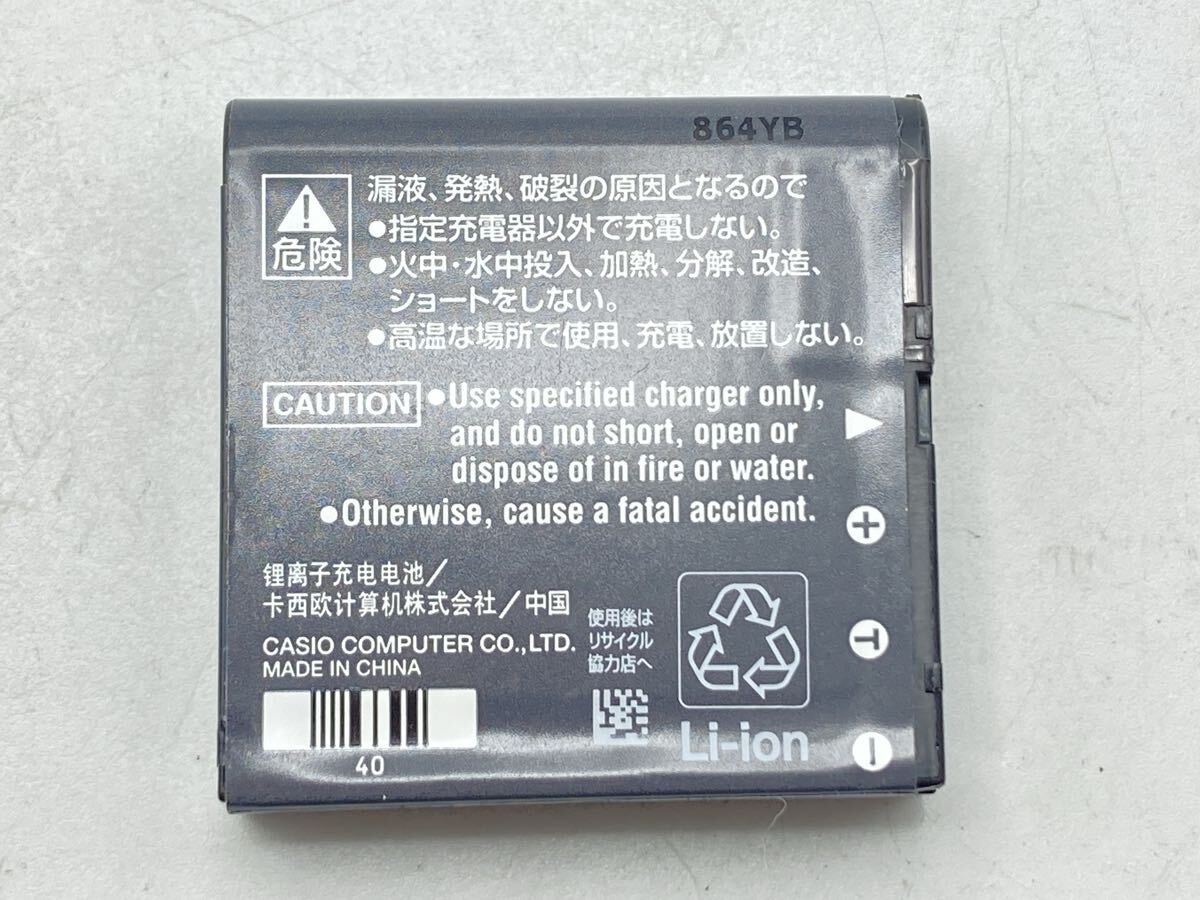 864YB
危険
漏液、発熱、破裂の原因となるので
●指定充電器以外で充電しない。
●火中・水中投入、加熱、分解、改造、
ショートをしない。
●高温な場所で使用、充電、放置しない。
CAUTION
●Use specified charger only,
and do not short, open or
dispose of in fire or water.
●Otherwise, cause a fatal accident.
锂离子充电电池/
卡西欧计算机株式会社/中国
CASIO COMPUTER CO.,LTD.
MADE IN CHINA
40
使用後は
リサイクル
協力店へ
Li-ion
+
T
−